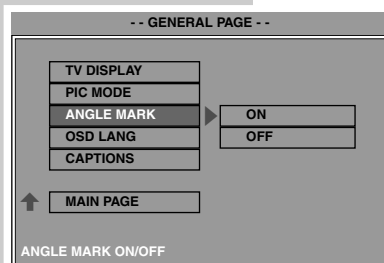 - - GENERAL PAGE - -
TV DISPLAY
PIC MODE
ANGLE MARK
ON
OSD LANG
OFF
CAPTIONS
MAIN PAGE
ANGLE MARK ON/OFF